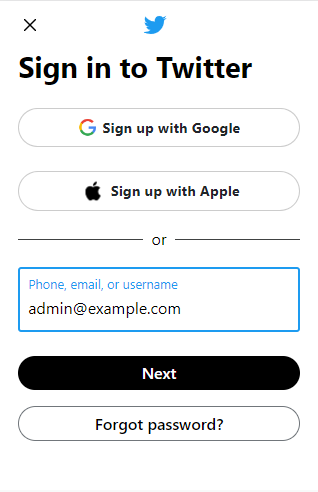 Sign in to Twitter
Sign up with Google
Sign up with Apple
or
Phone, email, or username
admin@example.com
Next
Forgot password?